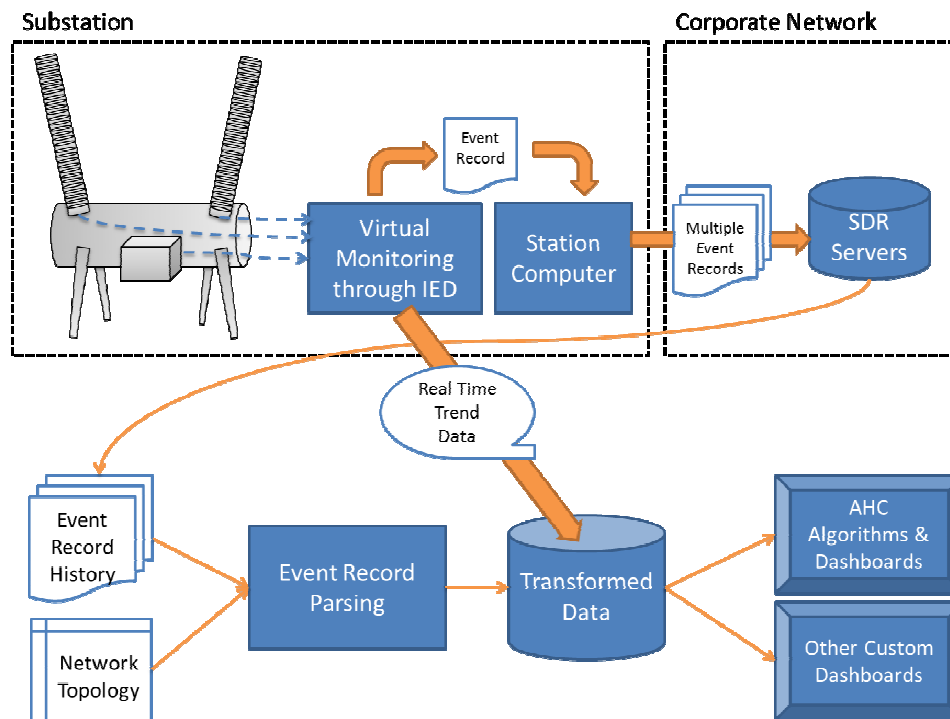 Substation
Corporate Network
Event
Record
Virtual
Monitoring
through IED
Station
Computer
Multiple
Event
Records
SDR
Servers
Real Time
Trend
Data
Event
Record
History
Network
Topology
Event Record
Parsing
Transformed
Data
AHC
Algorithms &
Dashboards
Other Custom
Dashboards